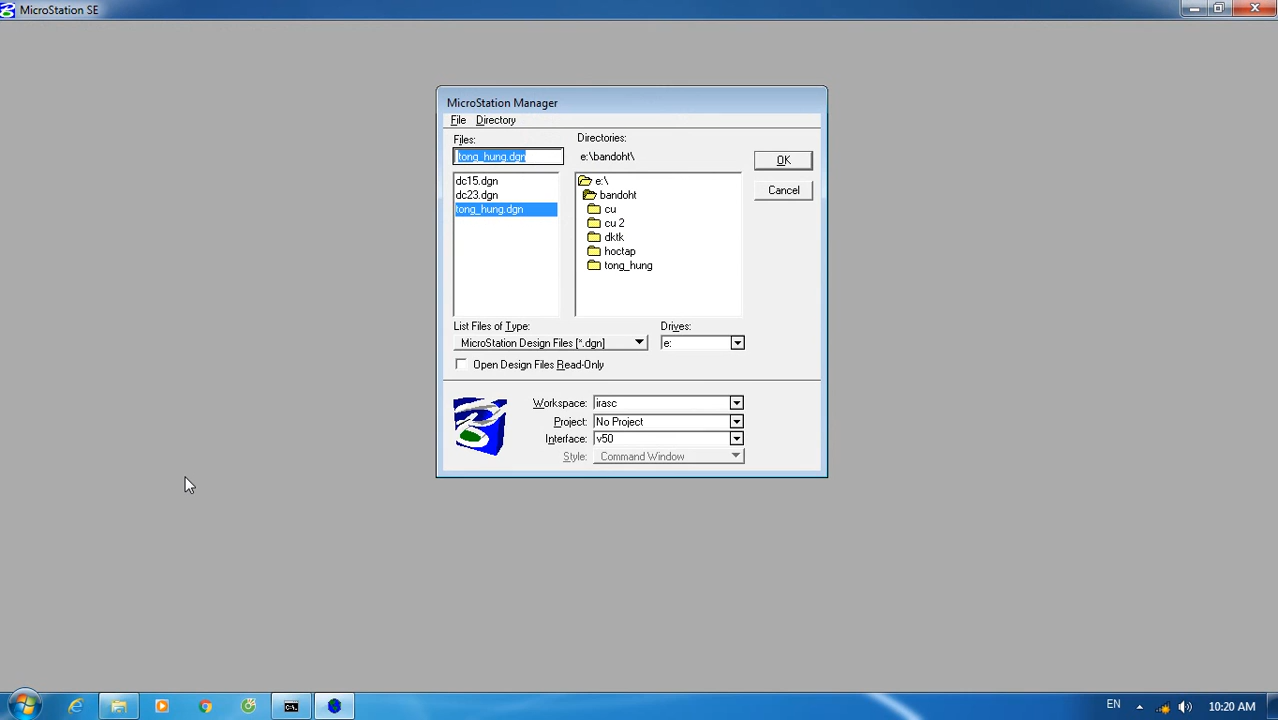 MicroStation SE
MicroStation Manager
File Directory
Files:
Directories:
tong_hung.dgn
e:\bandoht\
OK
Cancel
dc15.dgn
dc23.dgn
tong_hung.dgn
e:\
bandoht
cu
cu 2
dktk
hoctap
tong_hung
List Files of Type:
Drives:
MicroStation Design Files [*.dgn]
e:
Open Design Files Read-Only
Workspace: irasc
Project: No Project
Interface: v50
Style: Command Window
EN
10:20 AM